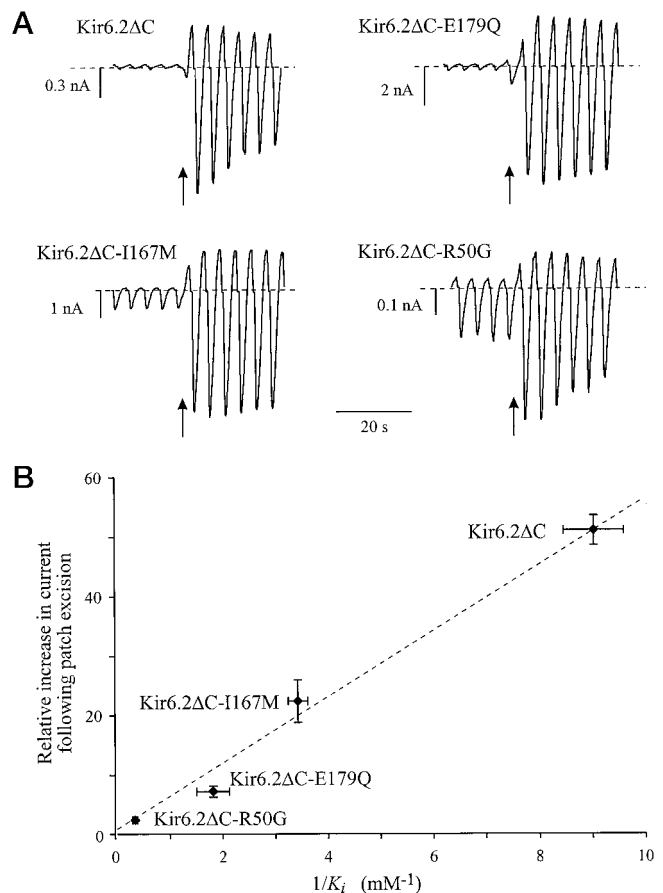 A
Kir6.2ΔC
0.3 nA
Kir6.2ΔC-E179Q
2 nA
Kir6.2ΔC-I167M
1 nA
Kir6.2ΔC-R50G
0.1 nA
20 s
B
Relative increase in current
following patch excision
60
40
20
0
Kir6.2ΔC
Kir6.2ΔC-I167M
Kir6.2ΔC-E179Q
Kir6.2ΔC-R50G
0 2 4 6 8 10
1/Ki (mM-1)